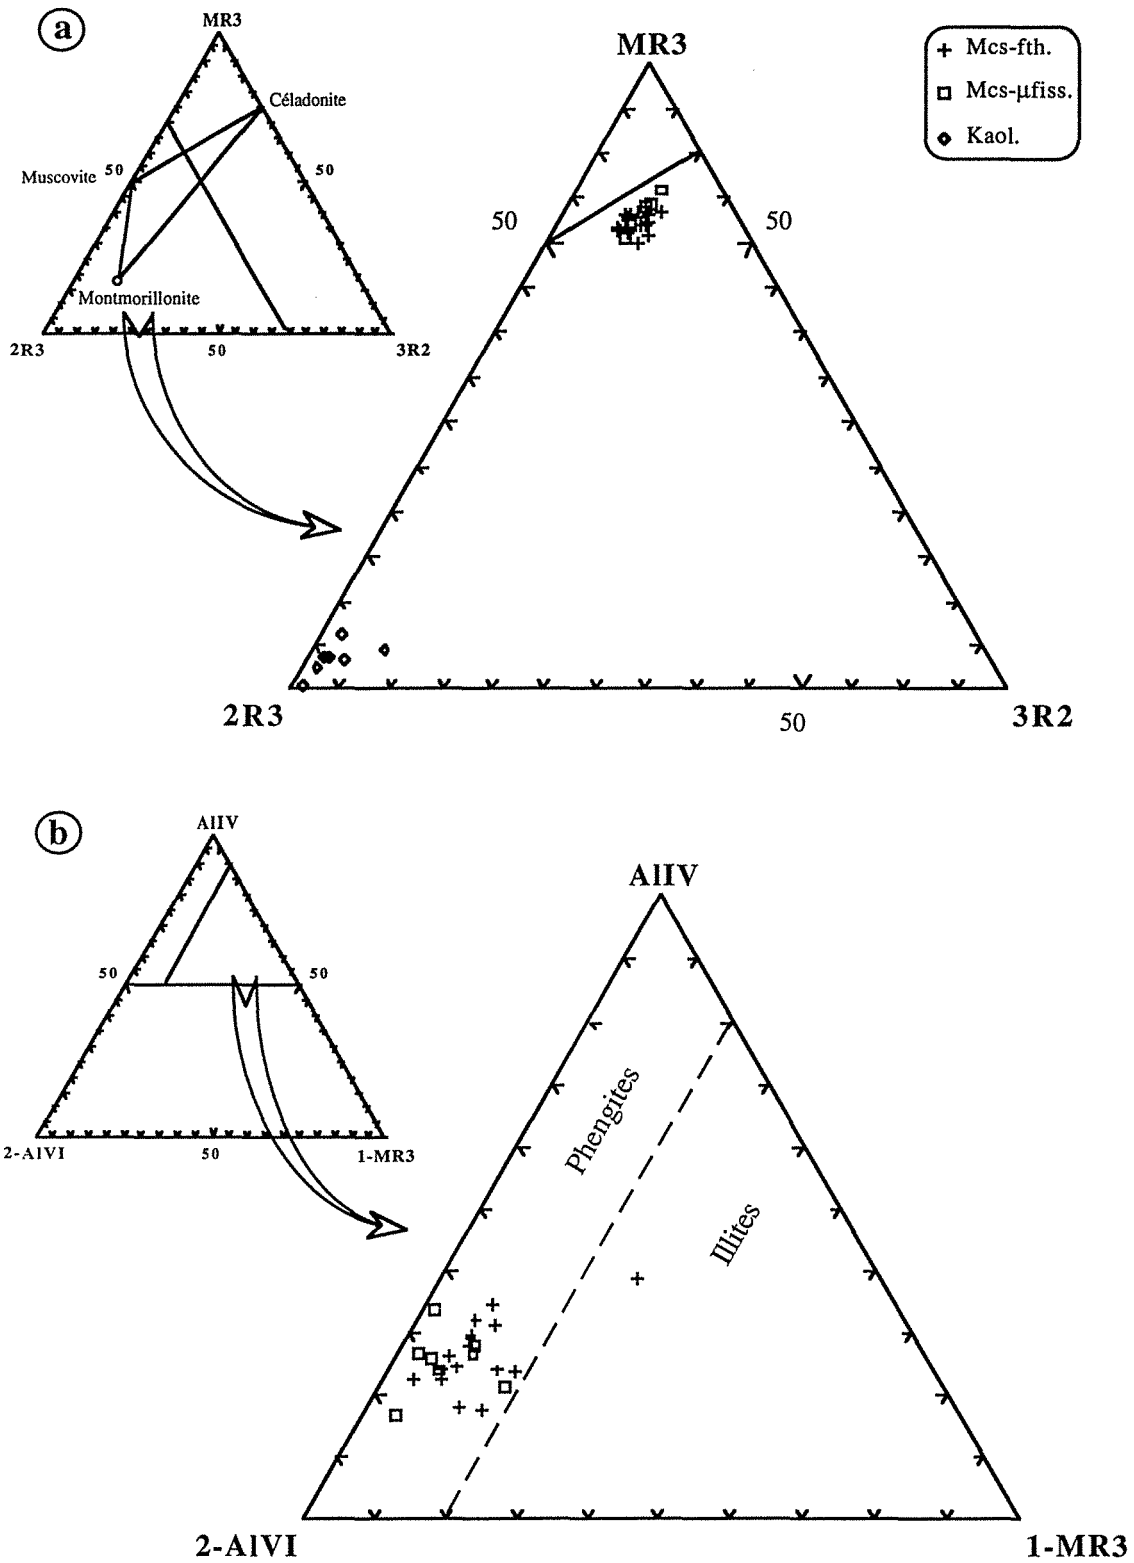 a
MR3
Céladonite
Muscovite
50
50
Montmorillonite
2R3
50
3R2
MR3
50
50
2R3
50
3R2
Mcs-fth.
Mcs-µfiss.
Kaol.
b
AlIV
50
50
2-AlVI
50
1-MR3
AlIV
Phengites
Illites
2-AlVI
1-MR3